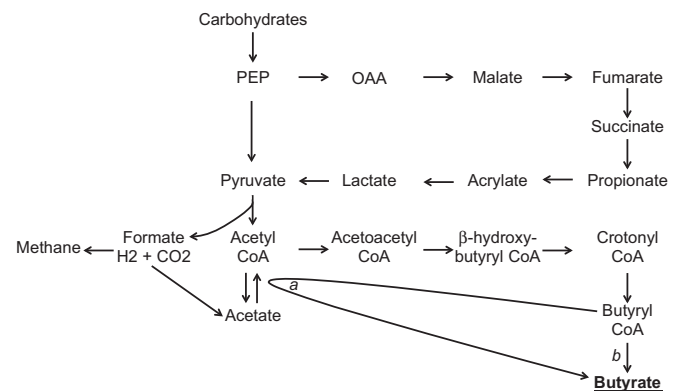 Carbohydrates
PEP OAA Malate Fumarate
Succinate
Pyruvate Lactate Acrylate Propionate
Methane Formate Acetyl Acetoacetyl β-hydroxy- Crotonyl
H2 + CO2 CoA CoA butyryl CoA CoA
a
Acetate Butyryl
CoA
b
Butyrate